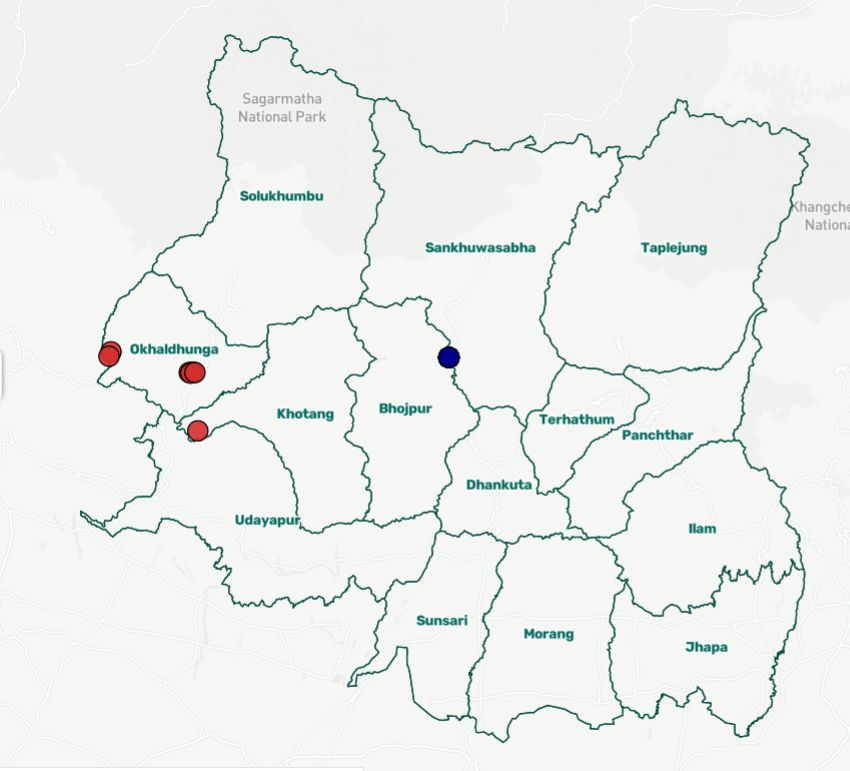 Sagarmatha
National Park
Solukhumbu
Khangche
Nationa
Sankhuwasabha
Taplejung
Okhaldhunga
Khotang
Bhojpur
Terhathum
Panchthar
Dhankuta
Udayapur
Ilam
Sunsari
Morang
Jhapa